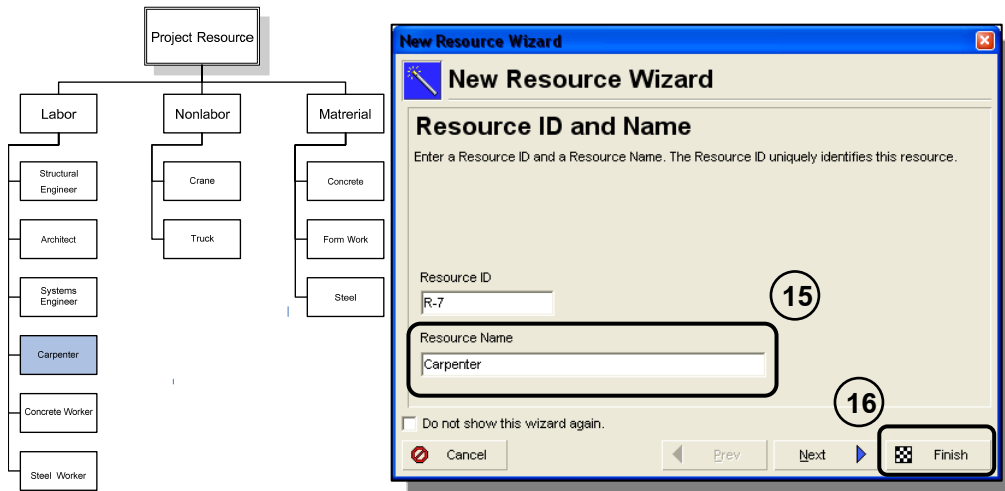 Project Resource
Labor
Nonlabor
Matrerial
Structural
Engineer
Crane
Concrete
Architect
Truck
Form Work
Systems
Engineer
Steel
Carpenter
Concrete Worker
Steel Worker
New Resource Wizard
New Resource Wizard
Resource ID and Name
Enter a Resource ID and a Resource Name. The Resource ID uniquely identifies this resource.
Resource ID
R-7
15
Resource Name
Carpenter
16
Do not show this wizard again.
Cancel
Prev
Next
Finish